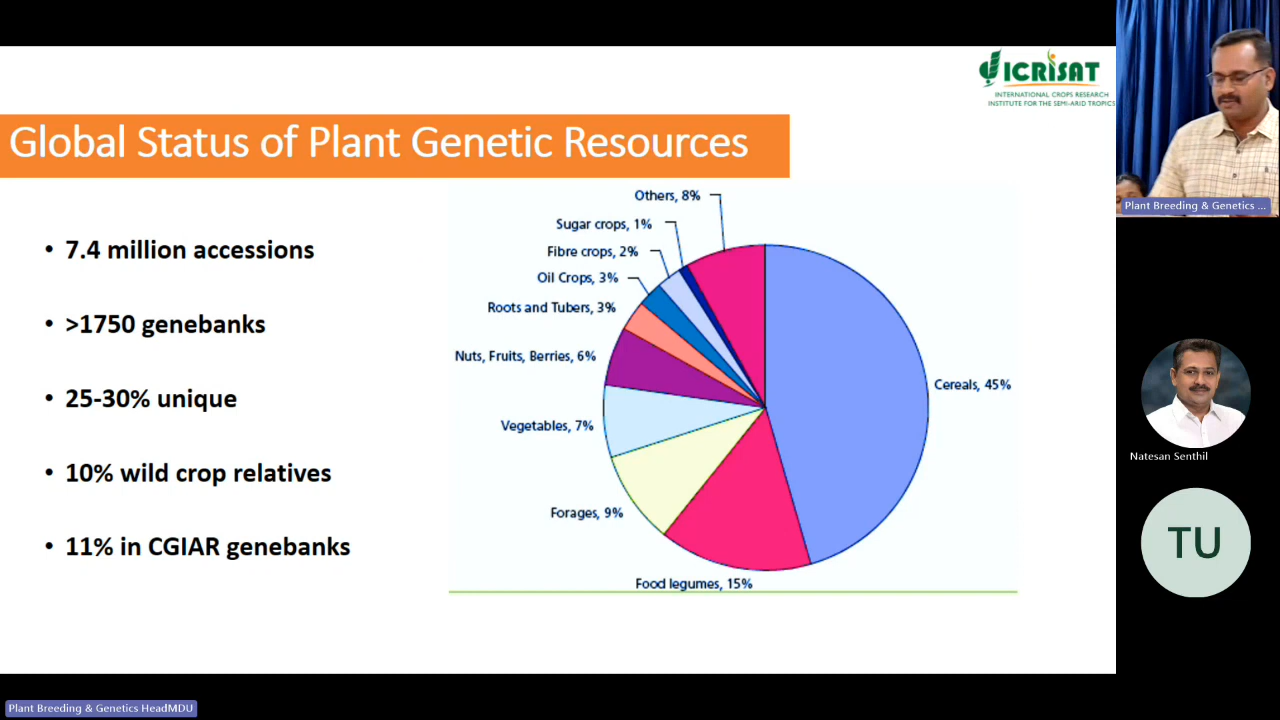 ICRISAT
INTERNATIONAL CROPS RESEARCH
INSTITUTE FOR THE SEMI-ARID TROPICS
Global Status of Plant Genetic Resources
• 7.4 million accessions
• >1750 genebanks
• 25-30% unique
• 10% wild crop relatives
• 11% in CGIAR genebanks
Others, 8%
Sugar crops, 1%
Fibre crops, 2%
Oil Crops, 3%
Roots and Tubers, 3%
Nuts, Fruits, Berries, 6%
Vegetables, 7%
Forages, 9%
Food legumes, 15%
Cereals, 45%
Plant Breeding & Genetics ...
Natesan Senthil
TU
Plant Breeding & Genetics HeadMDU